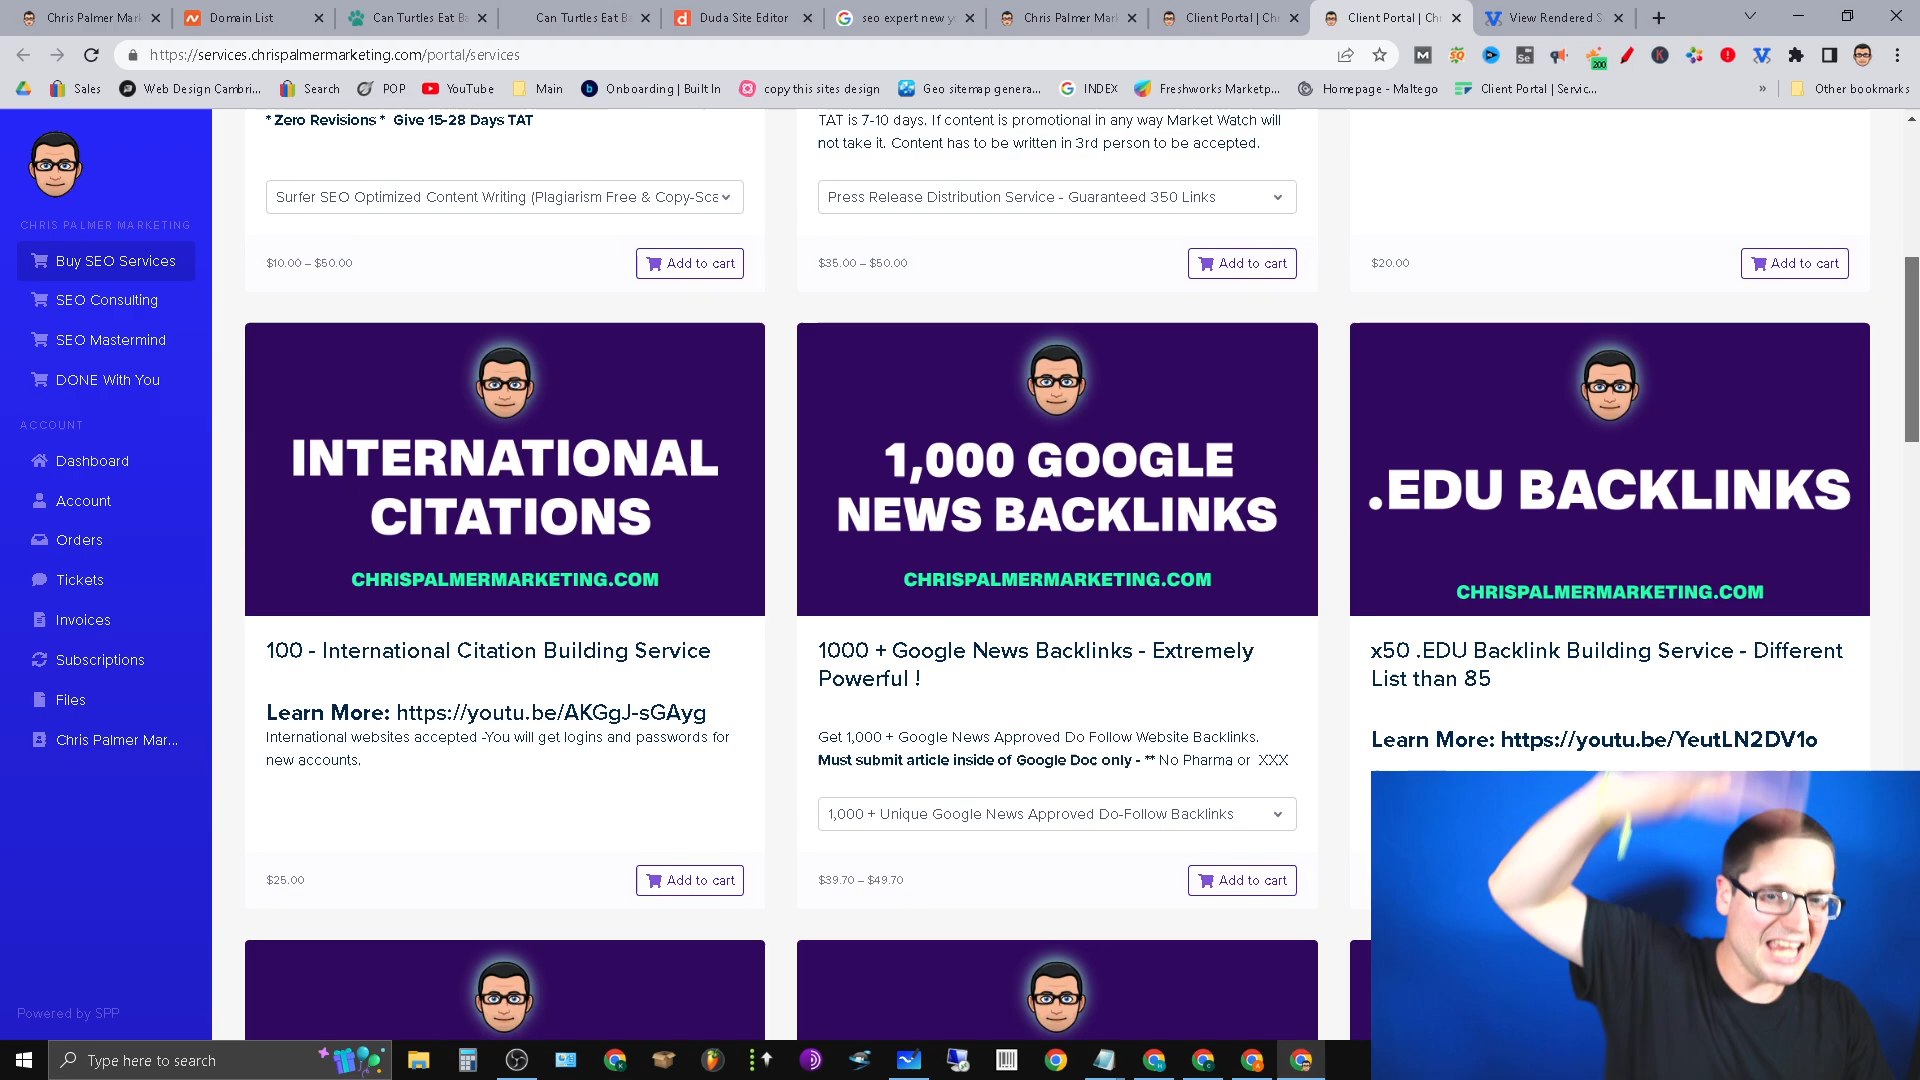 Chris Palmer Mar
Domain List
Can Turtles Eat B
Can Turtles Eat B
Duda Site Editor
seo expert new yo
Chris Palmer Mar
Client Portal | Ch
Client Portal | Ch
View Rendered S
https://services.chrispalmermarketing.com/portal/services
200
Sales
Web Design Cambri...
Search
POP
YouTube
Main
Onboarding | Built In
copy this sites design
Geo sitemap genera...
INDEX
Freshworks Marketp...
Homepage - Maltego
Client Portal | Servic...
»
Other bookmarks
CHRIS PALMER MARKETING
Buy SEO Services
SEO Consulting
SEO Mastermind
DONE With You
ACCOUNT
Dashboard
Account
Orders
Tickets
Invoices
Subscriptions
Files
Chris Palmer Mar...
Powered by SPP
* Zero Revisions * Give 15-28 Days TAT
Surfer SEO Optimized Content Writing (Plagiarism Free & Copy-Sca
$10.00 – $50.00
Add to cart
TAT is 7-10 days. If content is promotional in any way Market Watch will
not take it. Content has to be written in 3rd person to be accepted.
Press Release Distribution Service - Guaranteed 350 Links
$35.00 – $50.00
Add to cart
$20.00
Add to cart
INTERNATIONAL
CITATIONS
CHRISPALMERMARKETING.COM
100 - International Citation Building Service
Learn More: https://youtu.be/AKGgJ-sGAyg
International websites accepted -You will get logins and passwords for
new accounts.
$25.00
Add to cart
1,000 GOOGLE
NEWS BACKLINKS
CHRISPALMERMARKETING.COM
1000 + Google News Backlinks - Extremely
Powerful !
Get 1,000 + Google News Approved Do Follow Website Backlinks.
Must submit article inside of Google Doc only - ** No Pharma or XXX
1,000 + Unique Google News Approved Do-Follow Backlinks
$39.70 – $49.70
Add to cart
.EDU BACKLINKS
CHRISPALMERMARKETING.COM
x50 .EDU Backlink Building Service - Different
List than 85
Learn More: https://youtu.be/YeutLN2DV1o
Type here to search